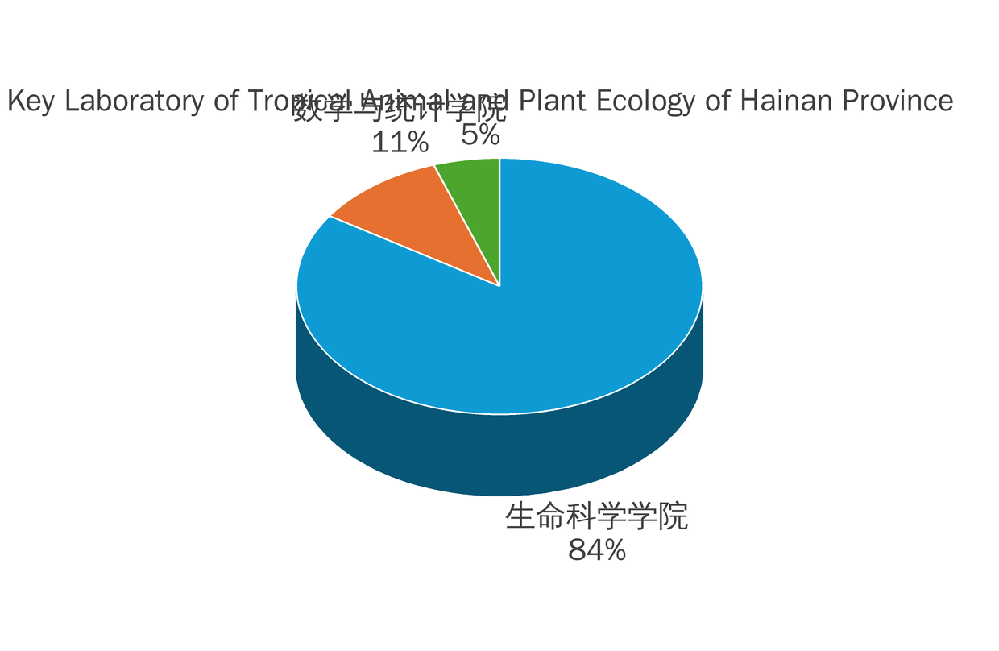 Key Laboratory of Tropical Animal and Plant Ecology of Hainan Province
数学与统计学院
11%
5%
生命科学学院
84%